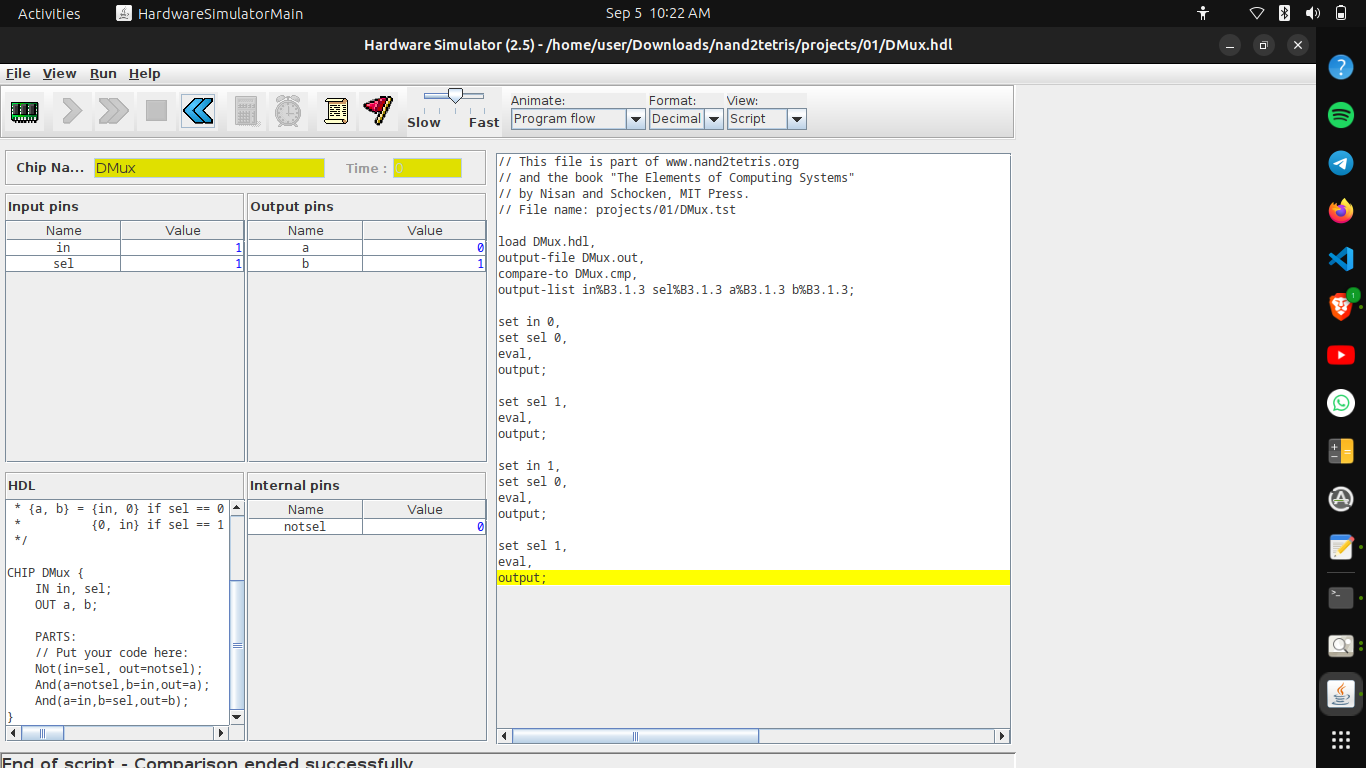 Activities
HardwareSimulatorMain
Sep 5 10:22 AM
Hardware Simulator (2.5) - /home/user/Downloads/nand2tetris/projects/01/DMux.hdl
File View Run Help
Slow Fast
Animate:
Program flow
Format:
Decimal
View:
Script
Chip Na...
DMux
Time :
0
Input pins
Name Value
in 1
sel 1
Output pins
Name Value
a 0
b 1
HDL
* {a, b} = {in, 0} if sel == 0
* {0, in} if sel == 1
*/
CHIP DMux {
IN in, sel;
OUT a, b;
PARTS:
// Put your code here:
Not(in=sel, out=notsel);
And(a=notsel,b=in,out=a);
And(a=in,b=sel,out=b);
}
Internal pins
Name Value
notsel 0
// This file is part of www.nand2tetris.org
// and the book "The Elements of Computing Systems"
// by Nisan and Schocken, MIT Press.
// File name: projects/01/DMux.tst
load DMux.hdl,
output-file DMux.out,
compare-to DMux.cmp,
output-list in%B3.1.3 sel%B3.1.3 a%B3.1.3 b%B3.1.3;
set in 0,
set sel 0,
eval,
output;
set sel 1,
eval,
output;
set in 1,
set sel 0,
eval,
output;
set sel 1,
eval,
output;
End of script - Comparison ended successfully